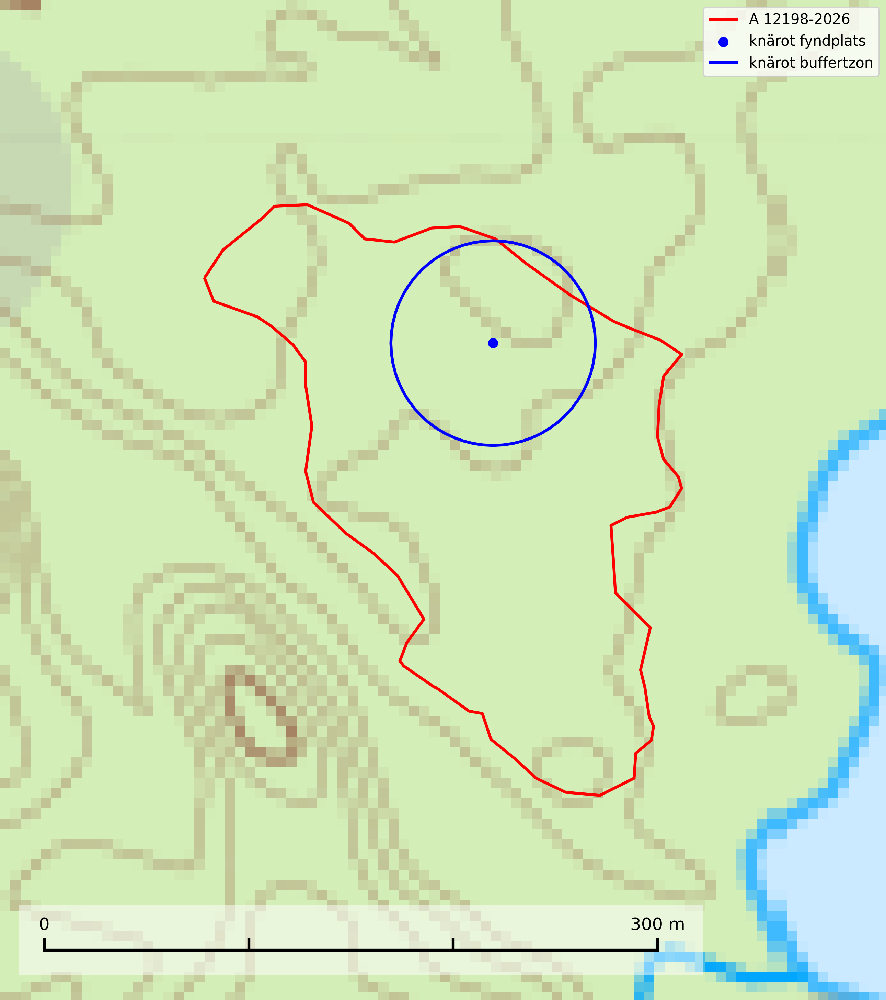 A 12198-2026
knärot fyndplats
knärot buffertzon
0
300 m